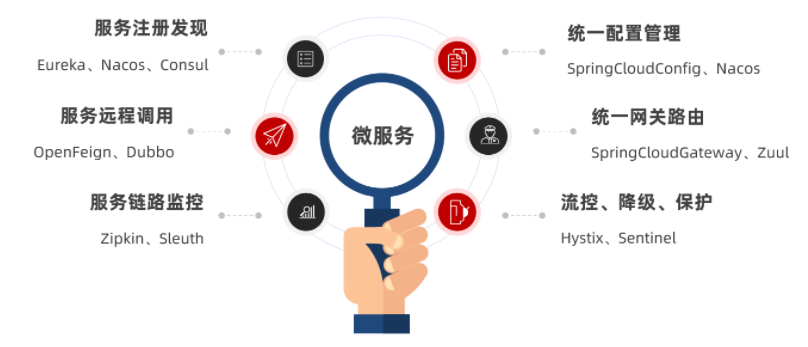 服务注册发现
Eureka、Nacos、Consul
统一配置管理
SpringCloudConfig、Nacos
服务远程调用
OpenFeign、Dubbo
微服务
统一网关路由
SpringCloudGateway、Zuul
服务链路监控
Zipkin、Sleuth
流控、降级、保护
Hystix、Sentinel